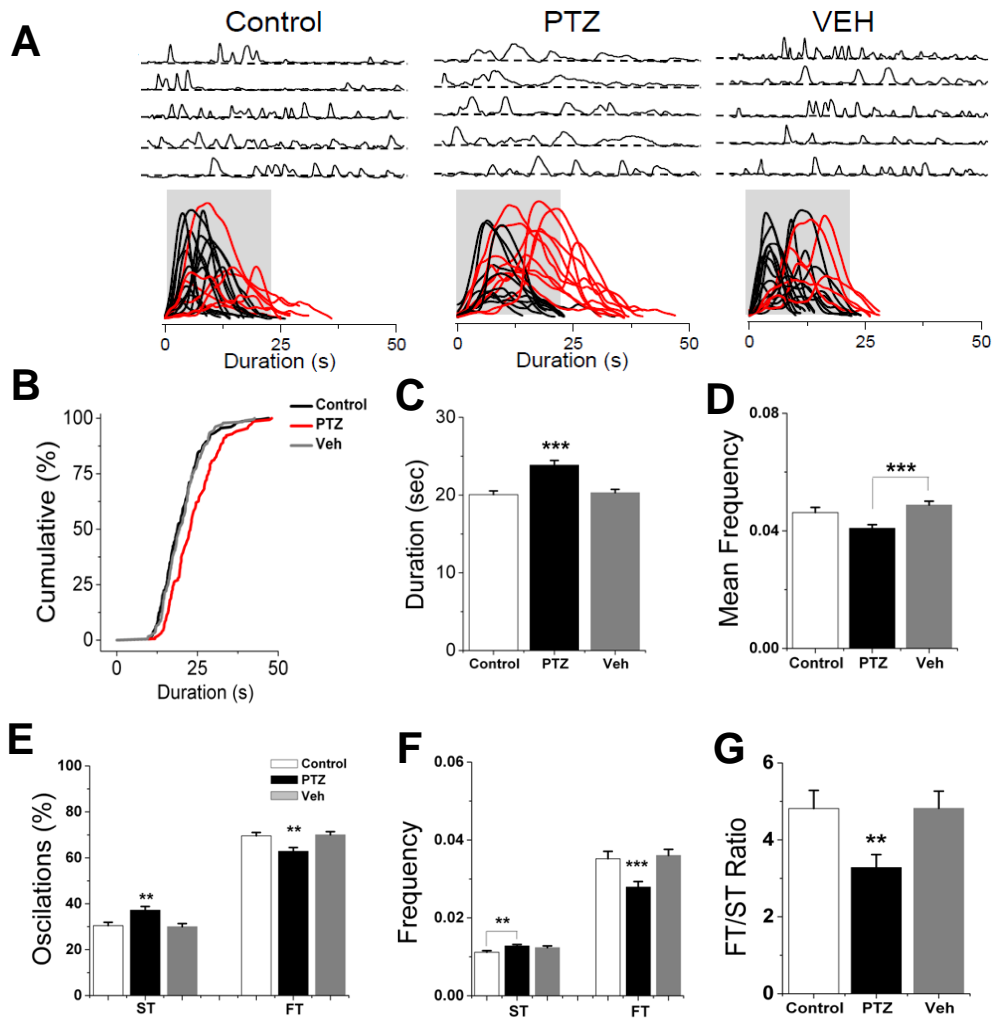 A
Control
PTZ
VEH
0
25
50
0
25
50
0
25
50
Duration (s)
Duration (s)
Duration (s)
B
Cumulative (%)
100
75
50
25
0
Control
PTZ
Veh
0
25
50
Duration (s)
C
Duration (sec)
30
20
10
0
***
Control
PTZ
Veh
D
Mean Frequency
0.08
0.04
0.00
***
Control
PTZ
Veh
E
Oscilations (%)
100
80
60
40
20
0
Control
PTZ
Veh
**
**
ST
FT
F
Frequency
0.06
0.04
0.02
0.00
**
***
ST
FT
G
FT/ST Ratio
6
4
2
0
**
Control
PTZ
Veh